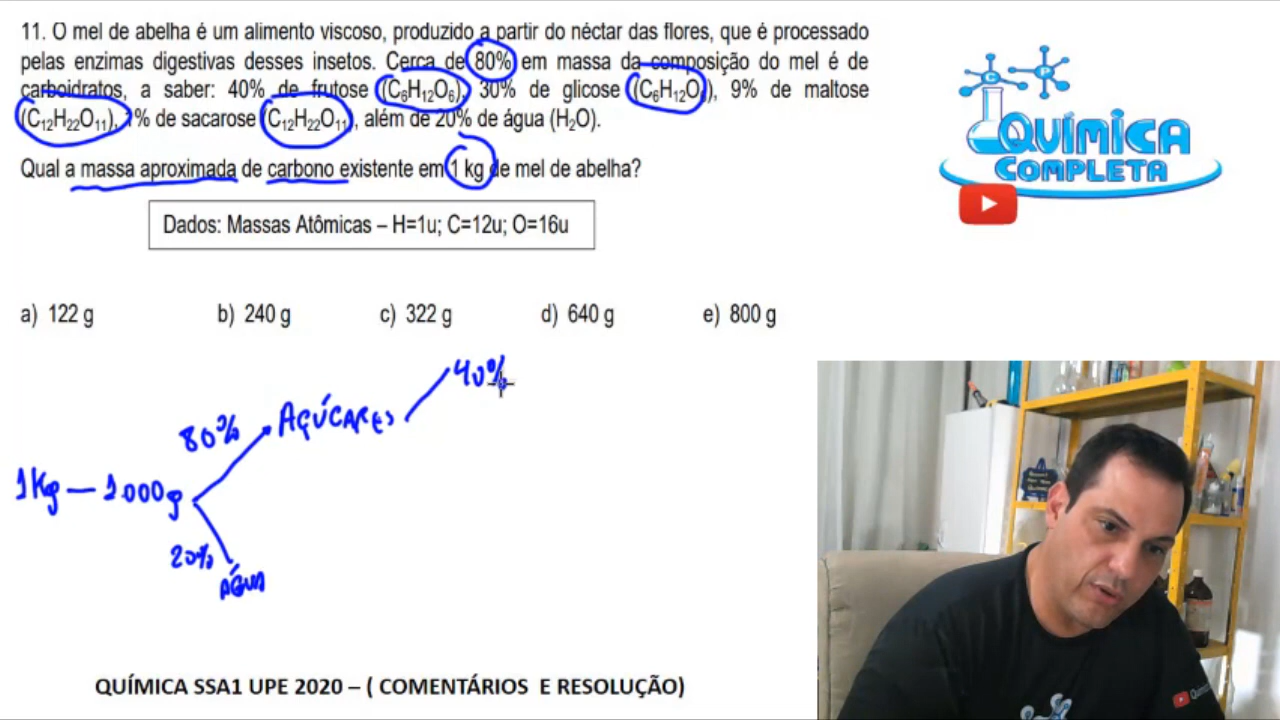 11. O mel de abelha é um alimento viscoso, produzido a partir do néctar das flores, que é processado
pelas enzimas digestivas desses insetos. Cerca de 80% em massa da composição do mel é de
carboidratos, a saber: 40% de frutose (C₆H₁₂O₆), 30% de glicose (C₆H₁₂O₆), 9% de maltose
(C₁₂H₂₂O₁₁), 1% de sacarose (C₁₂H₂₂O₁₁), além de 20% de água (H₂O).
Qual a massa aproximada de carbono existente em 1 kg de mel de abelha?
Dados: Massas Atômicas – H=1u; C=12u; O=16u
a) 122 g b) 240 g c) 322 g d) 640 g e) 800 g
40%
80% AÇÚCARES
1Kg — 1000g
20%
ÁGUA
QUÍMICA SSA1 UPE 2020 – ( COMENTÁRIOS E RESOLUÇÃO)
C P
QUÍMICA
COMPLETA